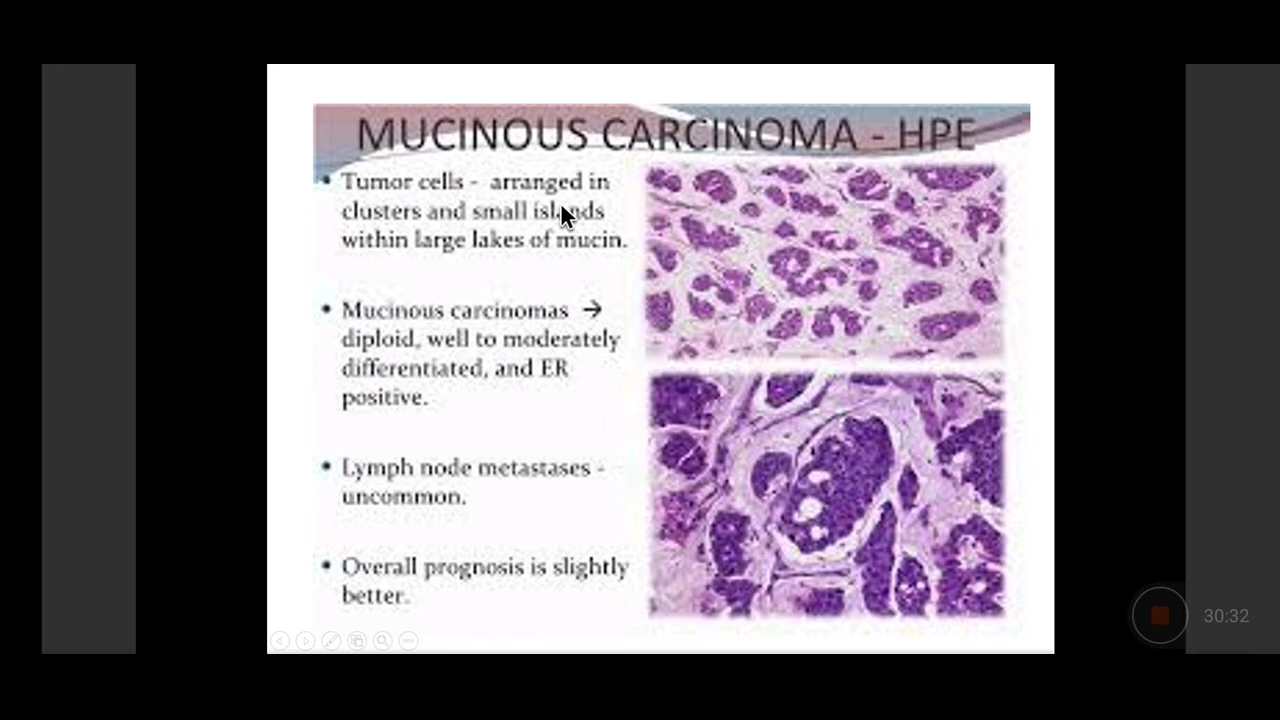 MUCINOUS CARCINOMA - HPE
• Tumor cells - arranged in
clusters and small islands
within large lakes of mucin.
• Mucinous carcinomas →
diploid, well to moderately
differentiated, and ER
positive.
• Lymph node metastases -
uncommon.
• Overall prognosis is slightly
better.
30:32